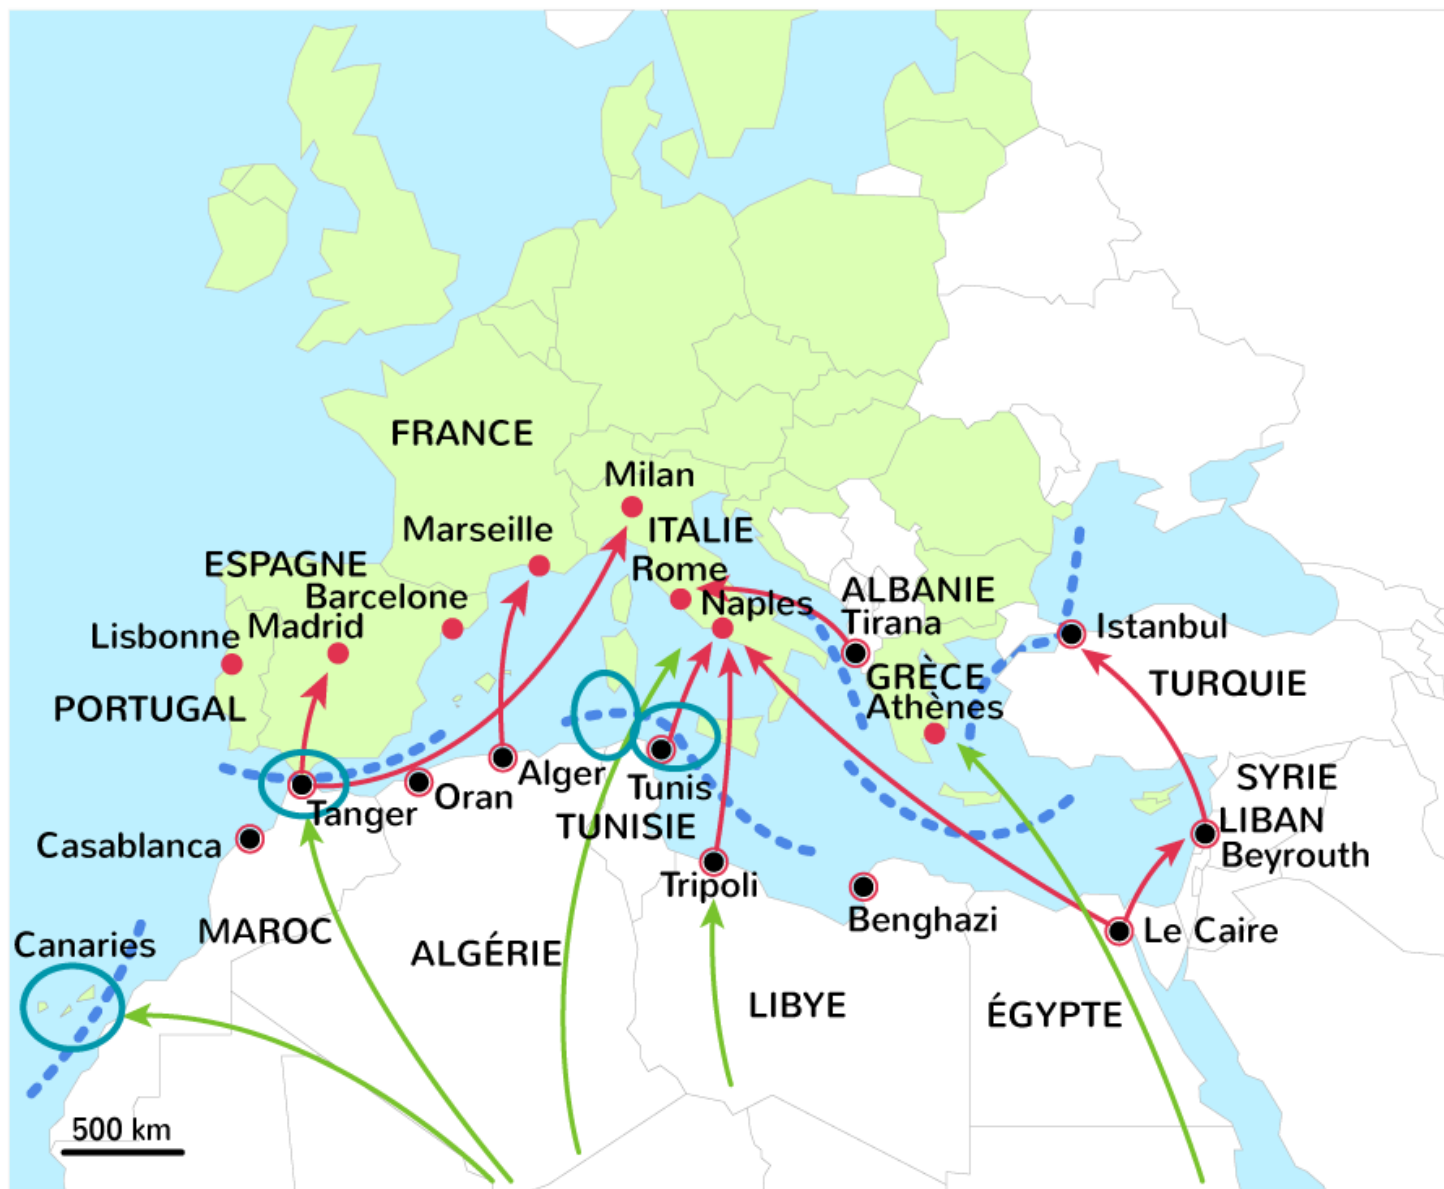 FRANCE
Milan
Marseille
ITALIE
ESPAGNE
Rome
Barcelone
Naples
ALBANIE
Lisbonne
Madrid
Tirana
Istanbul
GRÈCE
TURQUIE
PORTUGAL
Athènes
Alger
SYRIE
Oran
Tunis
Tanger
TUNISIE
LIBAN
Casablanca
Beyrouth
Tripoli
Benghazi
MAROC
Le Caire
Canaries
ALGÉRIE
LIBYE
ÉGYPTE
500 km